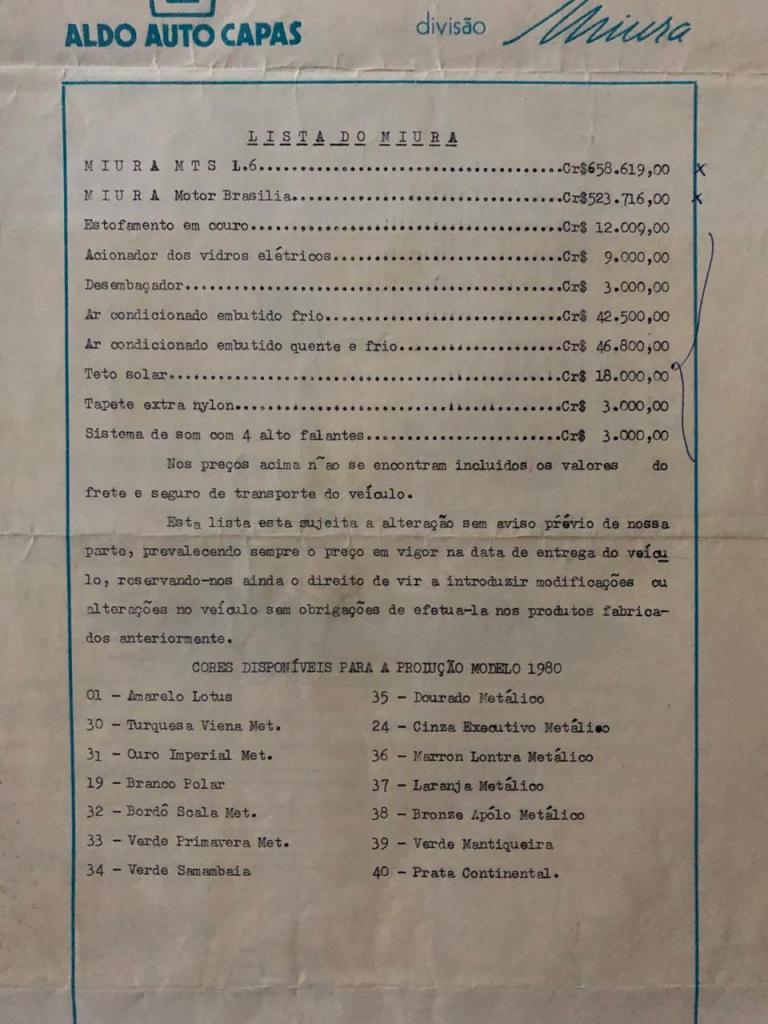 ALDO AUTO CAPAS
divisão Miura
LISTA DO MIURA
MIURA MTS L.6..........................................Cr$658.619,00 x
MIURA Motor Brasilia...................................Cr$523.716,00 x
Estofamento em couro...................................Cr$ 12.009,00
Acionador dos vidros elétricos.........................Cr$ 9.000,00
Desembaçador...........................................Cr$ 3.000,00
Ar condicionado embutido frio..........................Cr$ 42.500,00
Ar condicionado embutido quente e frio.................Cr$ 46.800,00
Teto solar.............................................Cr$ 18.000,00
Tapete extra nylon.....................................Cr$ 3.000,00
Sistema de som com 4 alto falantes.....................Cr$ 3.000,00
Nos preços acima n~ao se encontram incluidos os valores do
frete e seguro de transporte do veículo.
Esta lista esta sujeita a alteração sem aviso prévio de nossa
parte, prevalecendo sempre o preço em vigor na data de entrega do veícu
lo, reservando-nos ainda o direito de vir a introduzir modificações ou
alterações no veículo sem obrigações de efetua-la nos produtos fabrica-
dos anteriormente.
CORES DISPONÍVEIS PARA A PRODUÇÃO MODELO 1980
01 - Amarelo Lotus 35 - Dourado Metálico
30 - Turquesa Viena Met. 24 - Cinza Executivo Metálico
31 - Ouro Imperial Met. 36 - Marron Lontra Metálico
19 - Branco Polar 37 - Laranja Metálico
32 - Bordô Scala Met. 38 - Bronze Apólo Metálico
33 - Verde Primavera Met. 39 - Verde Mantiqueira
34 - Verde Samambaia 40 - Prata Continental.